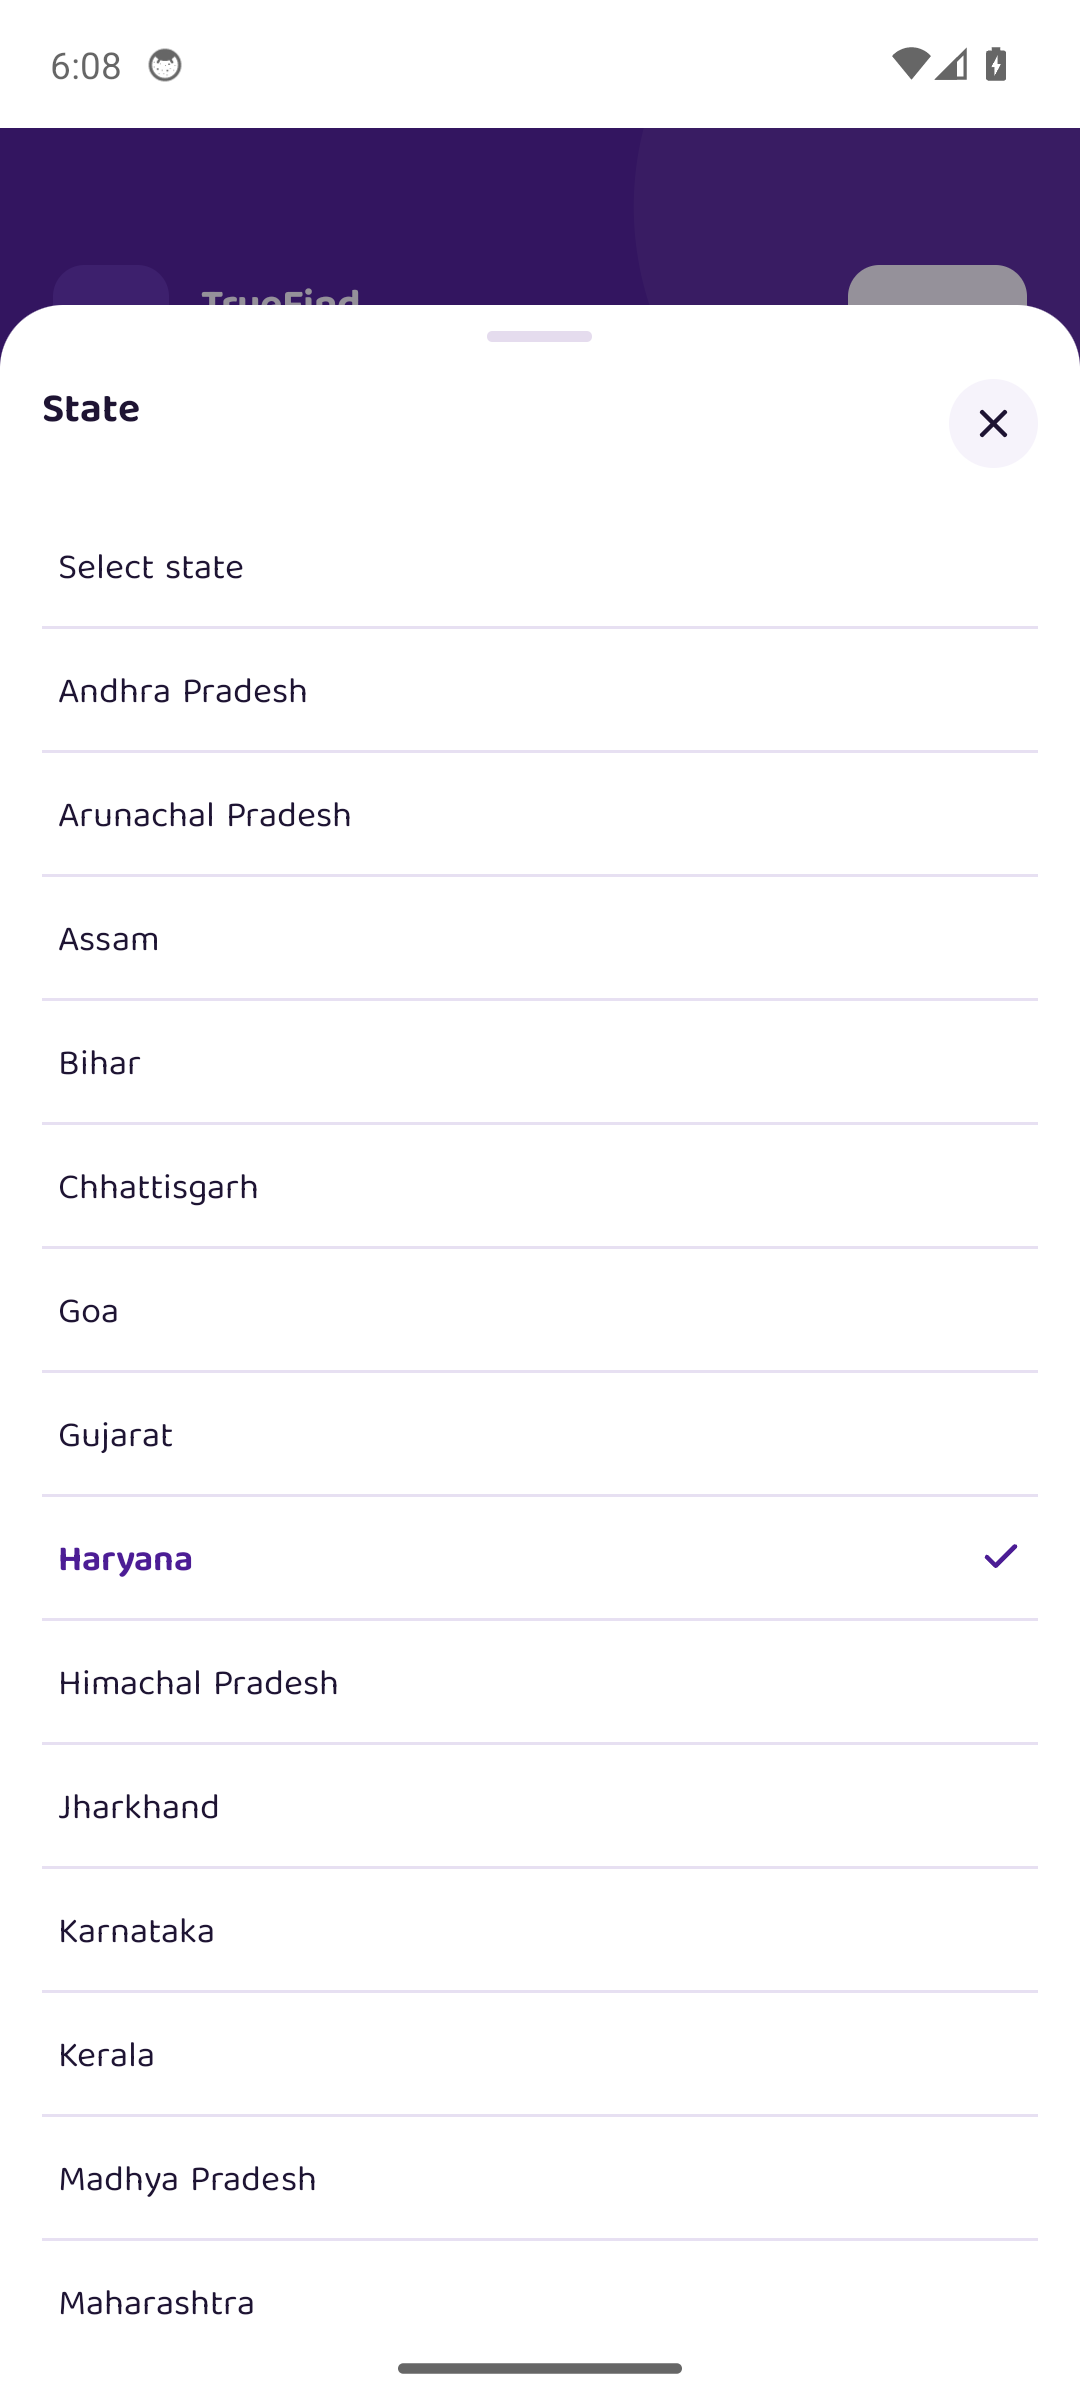 6:08
TrueFind
State
Select state
Andhra Pradesh
Arunachal Pradesh
Assam
Bihar
Chhattisgarh
Goa
Gujarat
Haryana
Himachal Pradesh
Jharkhand
Karnataka
Kerala
Madhya Pradesh
Maharashtra